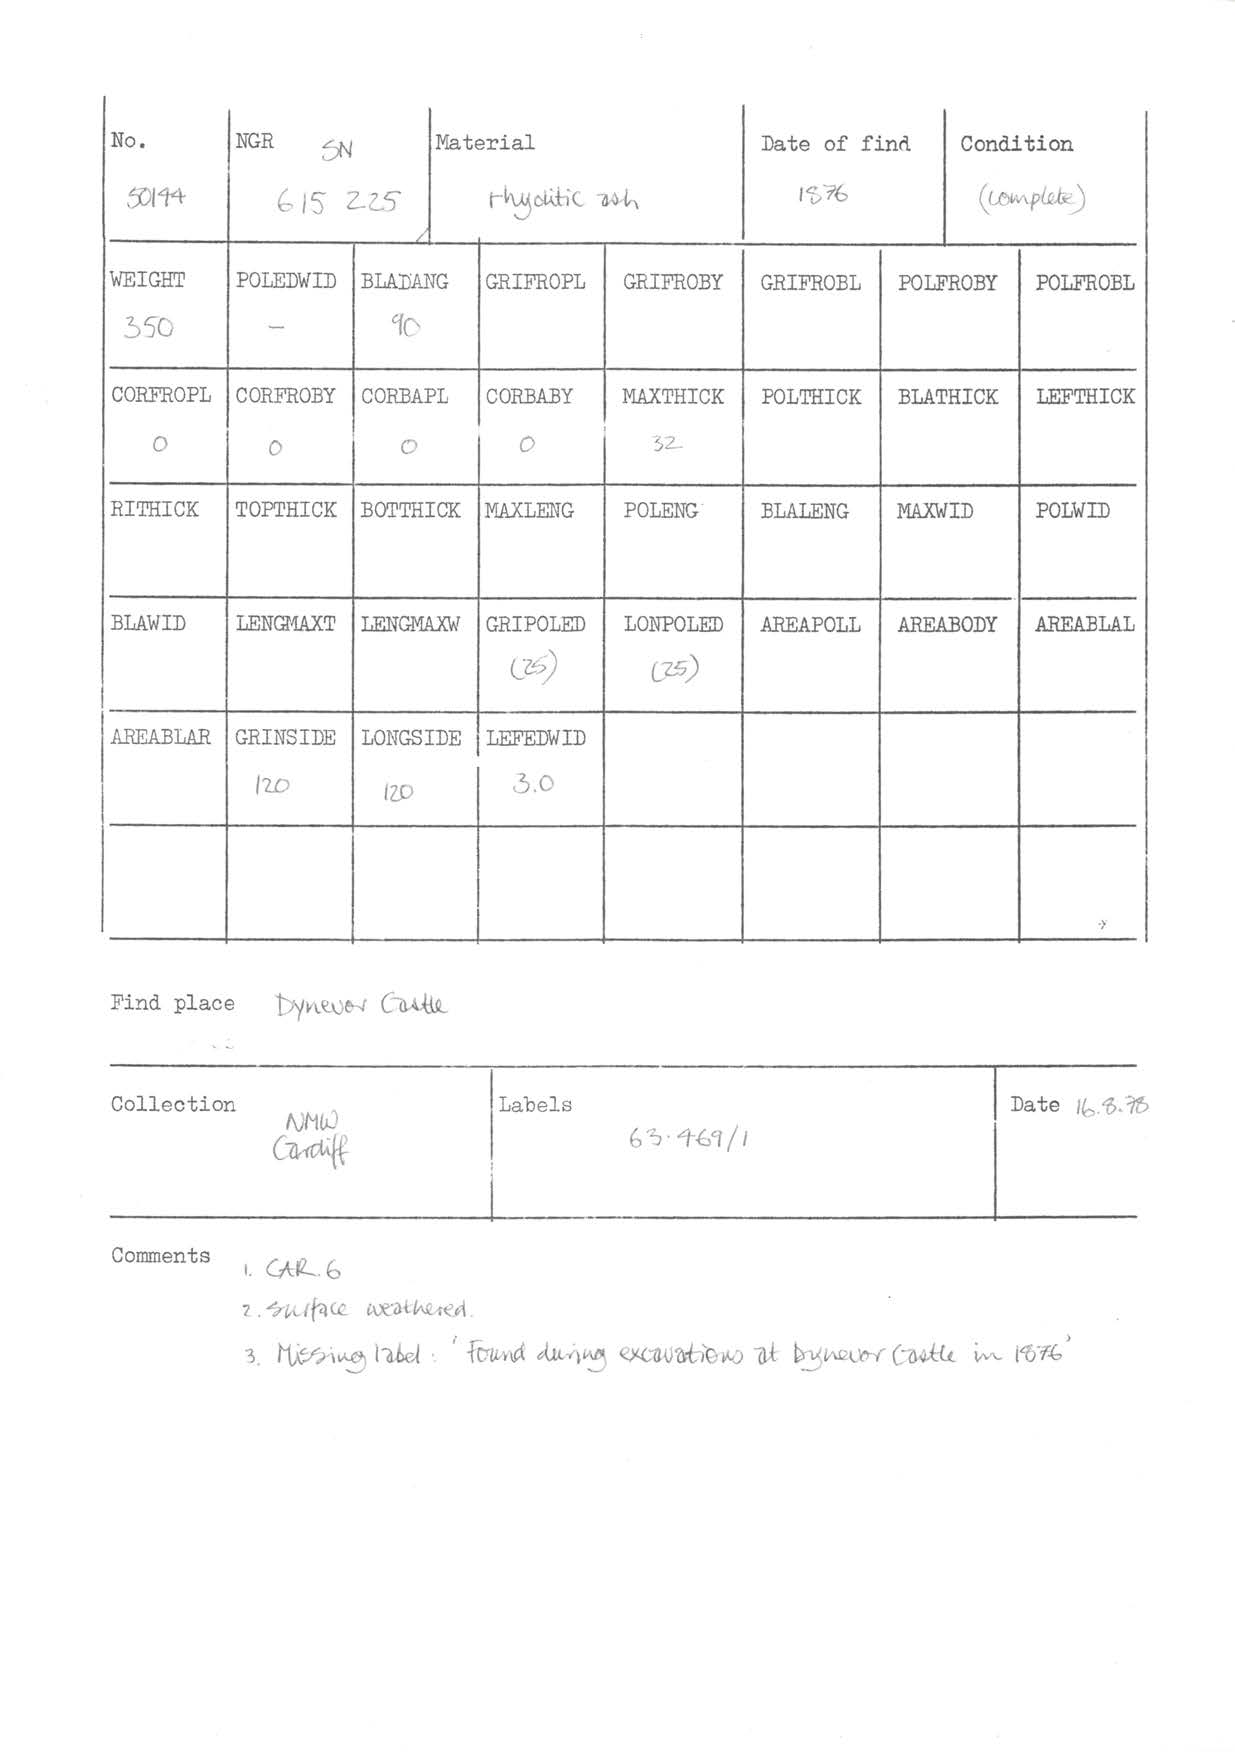 No. NGR SN Material Date of find Condition
50194 615 225 rhyolitic ash 1876 (complete)
WEIGHT POLEDWID BLADANG GRIFROPL GRIFROBY GRIFROBL POLFROBY POLFROBL
350 - 90
CORFROPL CORFROBY CORBAPL CORBABY MAXTHICK POLTHICK BLATHICK LEFTHICK
0 0 0 0 32
RITHICK TOPTHICK BOTTHICK MAXLENG POLENG BLALENG MAXWID POLWID
BLAWID LENGMAXT LENGMAXW GRIPOLED LONPOLED AREAPOLL AREABODY AREABLAL
(25) (25)
AREABLAR GRINSIDE LONGSIDE LEFEDWID
120 120 3.0
Find place Dynevor Castle
Collection Labels Date 16.8.78
NMW 63.469/1
Cardiff
Comments
1. CAR.6
2. Surface weathered.
3. Missing label: 'Found during excavations at Dynevor Castle in 1876'